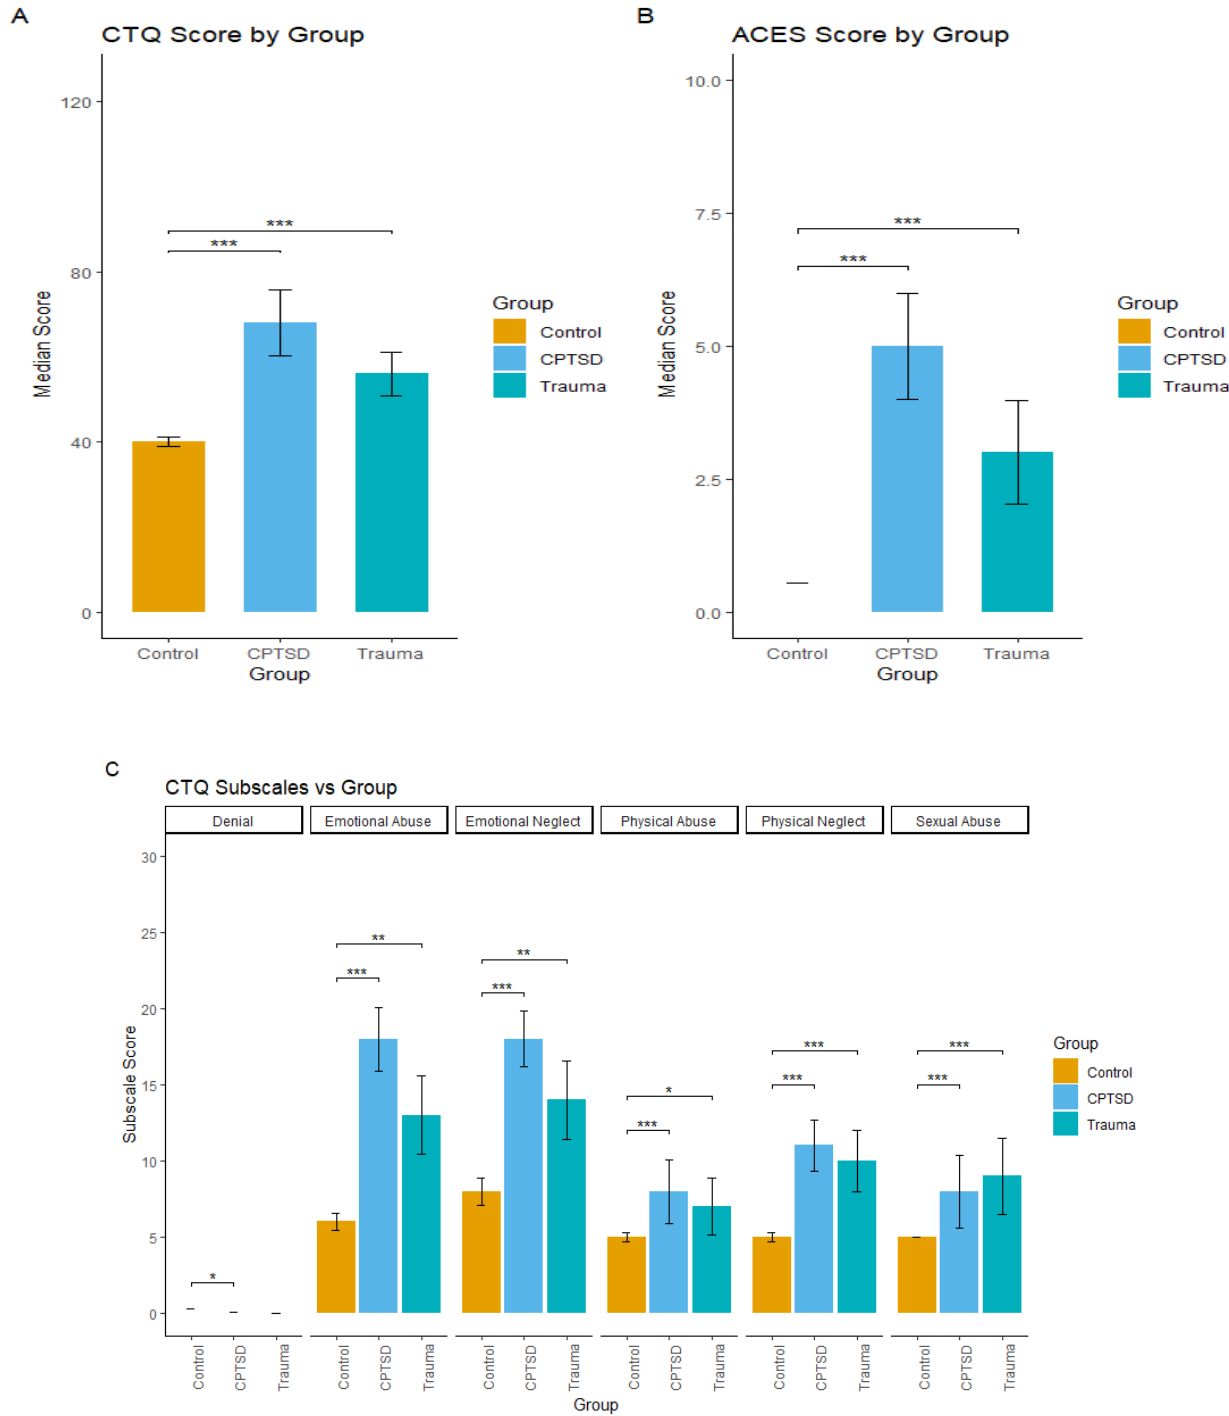 A
CTQ Score by Group
120
80
40
0
Median Score
***
***
Control
CPTSD
Trauma
Group
Group
Control
CPTSD
Trauma
B
ACES Score by Group
10.0
7.5
5.0
2.5
0.0
Median Score
***
***
Control
CPTSD
Trauma
Group
Group
Control
CPTSD
Trauma
C
CTQ Subscales vs Group
Denial
Emotional Abuse
Emotional Neglect
Physical Abuse
Physical Neglect
Sexual Abuse
30
25
20
15
10
5
0
Subscale Score
*
**
***
**
***
*
***
***
***
***
***
Control
CPTSD
Trauma
Control
CPTSD
Trauma
Control
CPTSD
Trauma
Control
CPTSD
Trauma
Control
CPTSD
Trauma
Control
CPTSD
Trauma
Group
Group
Control
CPTSD
Trauma